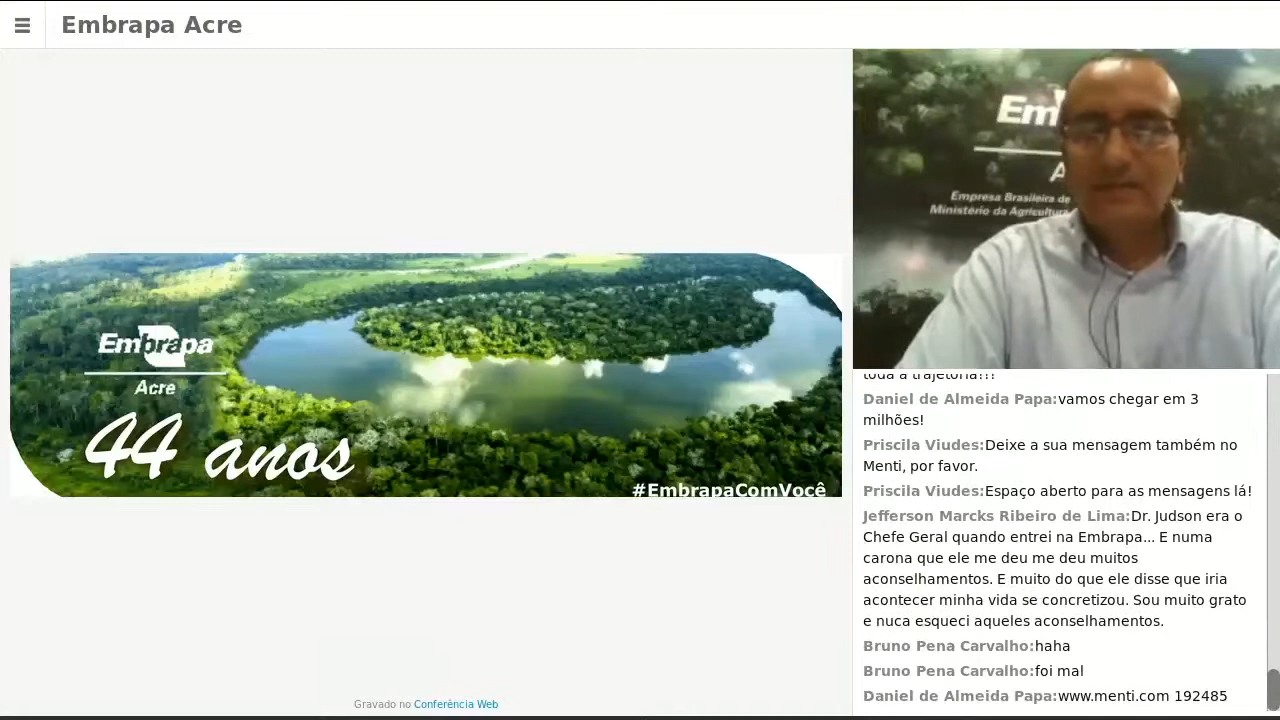 Embrapa Acre
Embrapa
Acre
44 anos
#EmbrapaComVocê
Gravado no Conferência Web
Em
A
Empresa Brasileira de
Ministério da Agricultura
toda a trajetória!!!
Daniel de Almeida Papa:vamos chegar em 3
milhões!
Priscila Viudes:Deixe a sua mensagem também no
Menti, por favor.
Priscila Viudes:Espaço aberto para as mensagens lá!
Jefferson Marcks Ribeiro de Lima:Dr. Judson era o
Chefe Geral quando entrei na Embrapa... E numa
carona que ele me deu me deu muitos
aconselhamentos. E muito do que ele disse que iria
acontecer minha vida se concretizou. Sou muito grato
e nuca esqueci aqueles aconselhamentos.
Bruno Pena Carvalho:haha
Bruno Pena Carvalho:foi mal
Daniel de Almeida Papa:www.menti.com 192485